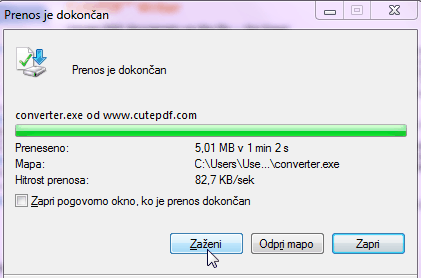 Prenos je dokončan
Prenos je dokončan
converter.exe od www.cutepdf.com
Preneseno: 5,01 MB v 1 min 2 s
Mapa: C:\Users\Use...\converter.exe
Hitrost prenosa: 82,7 KB/sek
Zapri pogovorno okno, ko je prenos dokončan
Zaženi Odpri mapo Zapri